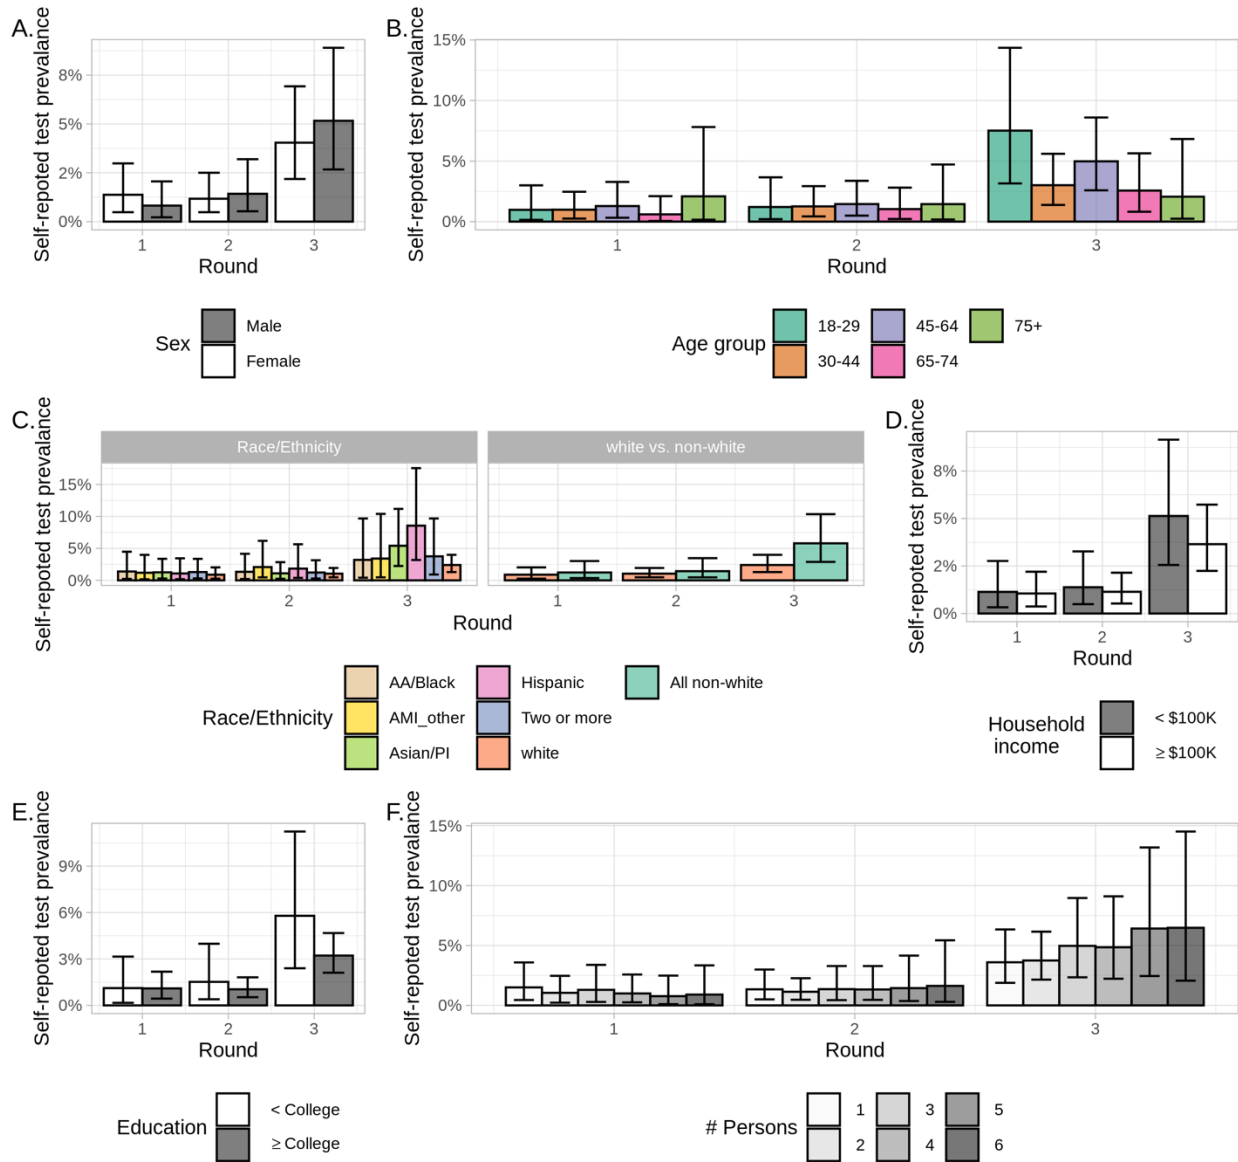 A.
Self-repoted test prevalance
8%
5%
2%
0%
1 2 3
Round
Sex
Male
Female
B.
Self-repoted test prevalance
15%
10%
5%
0%
1 2 3
Round
Age group
18-29 45-64 75+
30-44 65-74
C.
Self-repoted test prevalance
Race/Ethnicity
white vs. non-white
15%
10%
5%
0%
1 2 3 1 2 3
Round
Race/Ethnicity
AA/Black Hispanic All non-white
AMI_other Two or more
Asian/PI white
D.
Self-repoted test prevalance
8%
5%
2%
0%
1 2 3
Round
Household
income
< $100K
≥ $100K
E.
Self-repoted test prevalance
9%
6%
3%
0%
1 2 3
Round
Education
< College
≥ College
F.
Self-repoted test prevalance
15%
10%
5%
0%
1 2 3
Round
# Persons
1 3 5
2 4 6